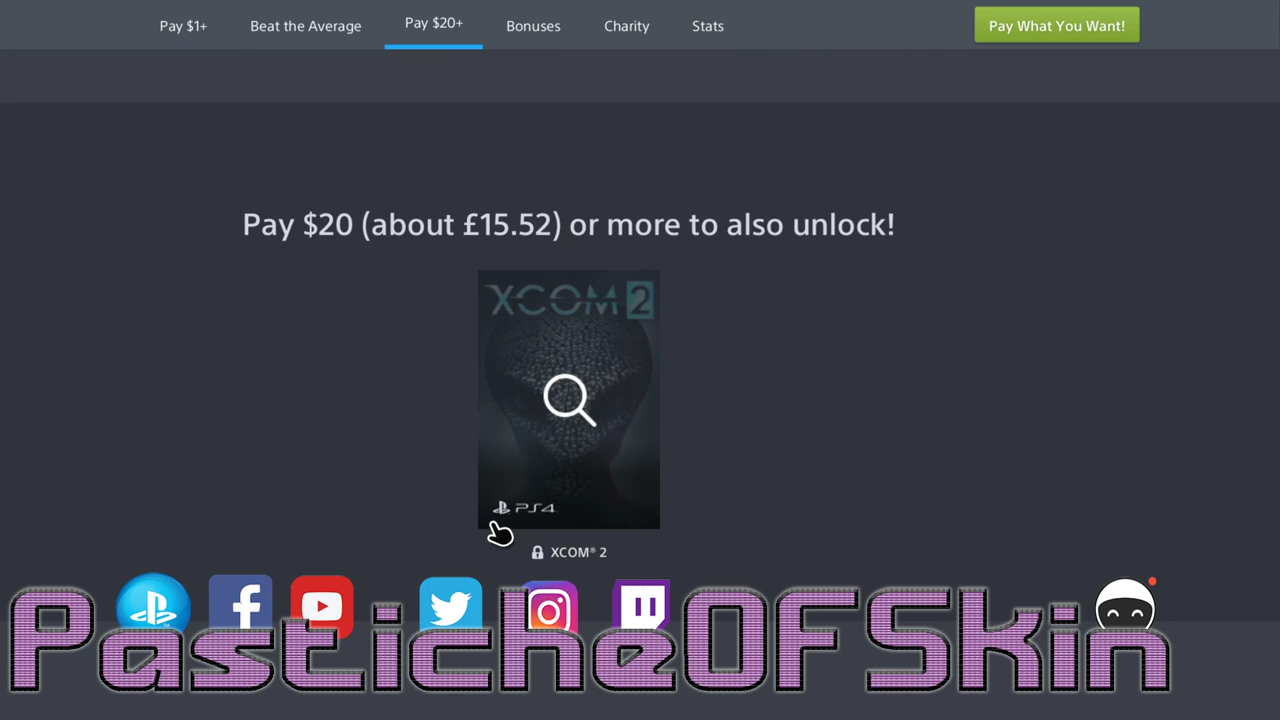 Pay $1+
Beat the Average
Pay $20+
Bonuses
Charity
Stats
Pay What You Want!
Pay $20 (about £15.52) or more to also unlock!
XCOM 2
PS4
XCOM® 2
PasticheOFSkin